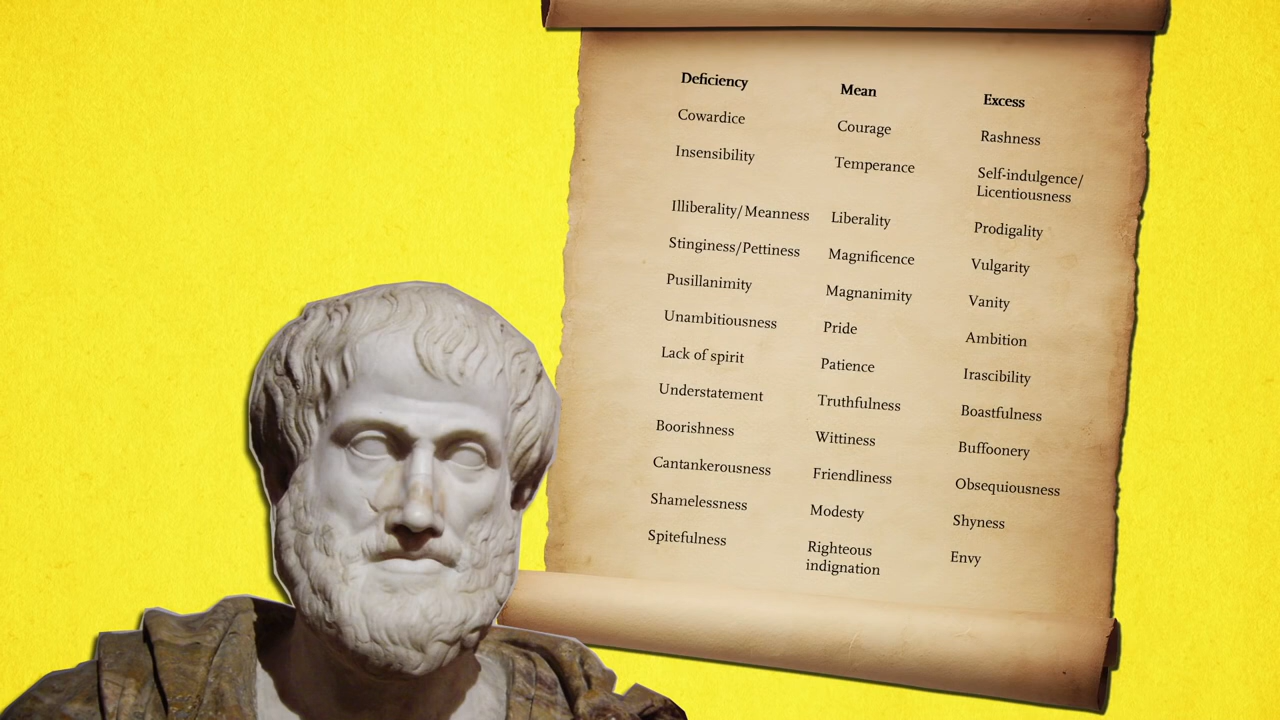 Deficiency Mean Excess
Cowardice Courage Rashness
Insensibility Temperance Self-indulgence/
Licentiousness
Illiberality/Meanness Liberality Prodigality
Stinginess/Pettiness Magnificence Vulgarity
Pusillanimity Magnanimity Vanity
Unambitiousness Pride Ambition
Lack of spirit Patience Irascibility
Understatement Truthfulness Boastfulness
Boorishness Wittiness Buffoonery
Cantankerousness Friendliness Obsequiousness
Shamelessness Modesty Shyness
Spitefulness Righteous Envy
indignation